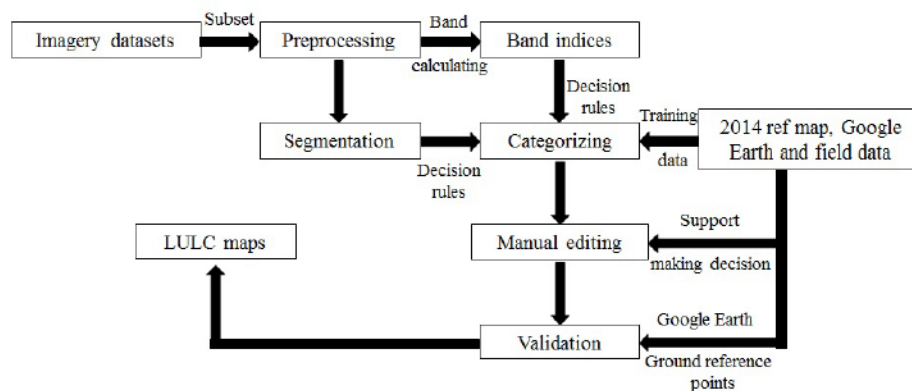 Subset
Band
Imagery datasets
Preprocessing
Band indices
calculating
Decision
rules
Training
2014 ref map, Google
Earth and field data
Segmentation
Categorizing
data
Decision
rules
Support
LULC maps
Manual editing
making decision
Google Earth
Validation
Ground reference
points